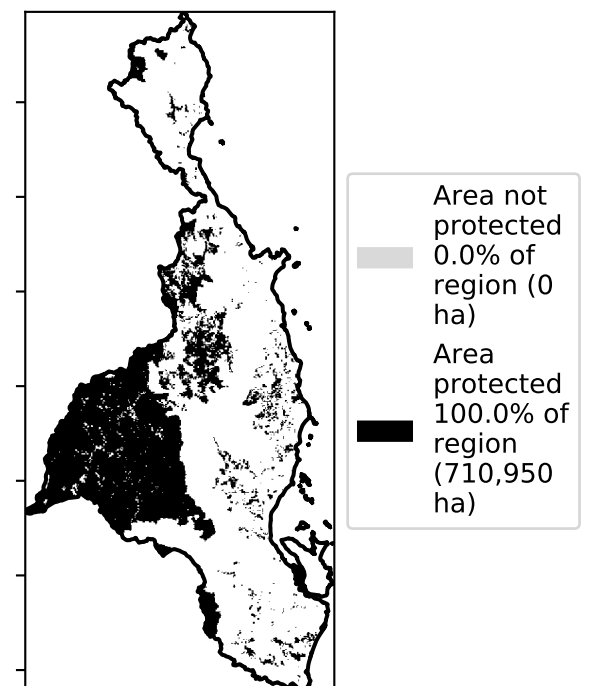 Area not
protected
0.0% of
region (0
ha)
Area
protected
100.0% of
region
(710,950
ha)